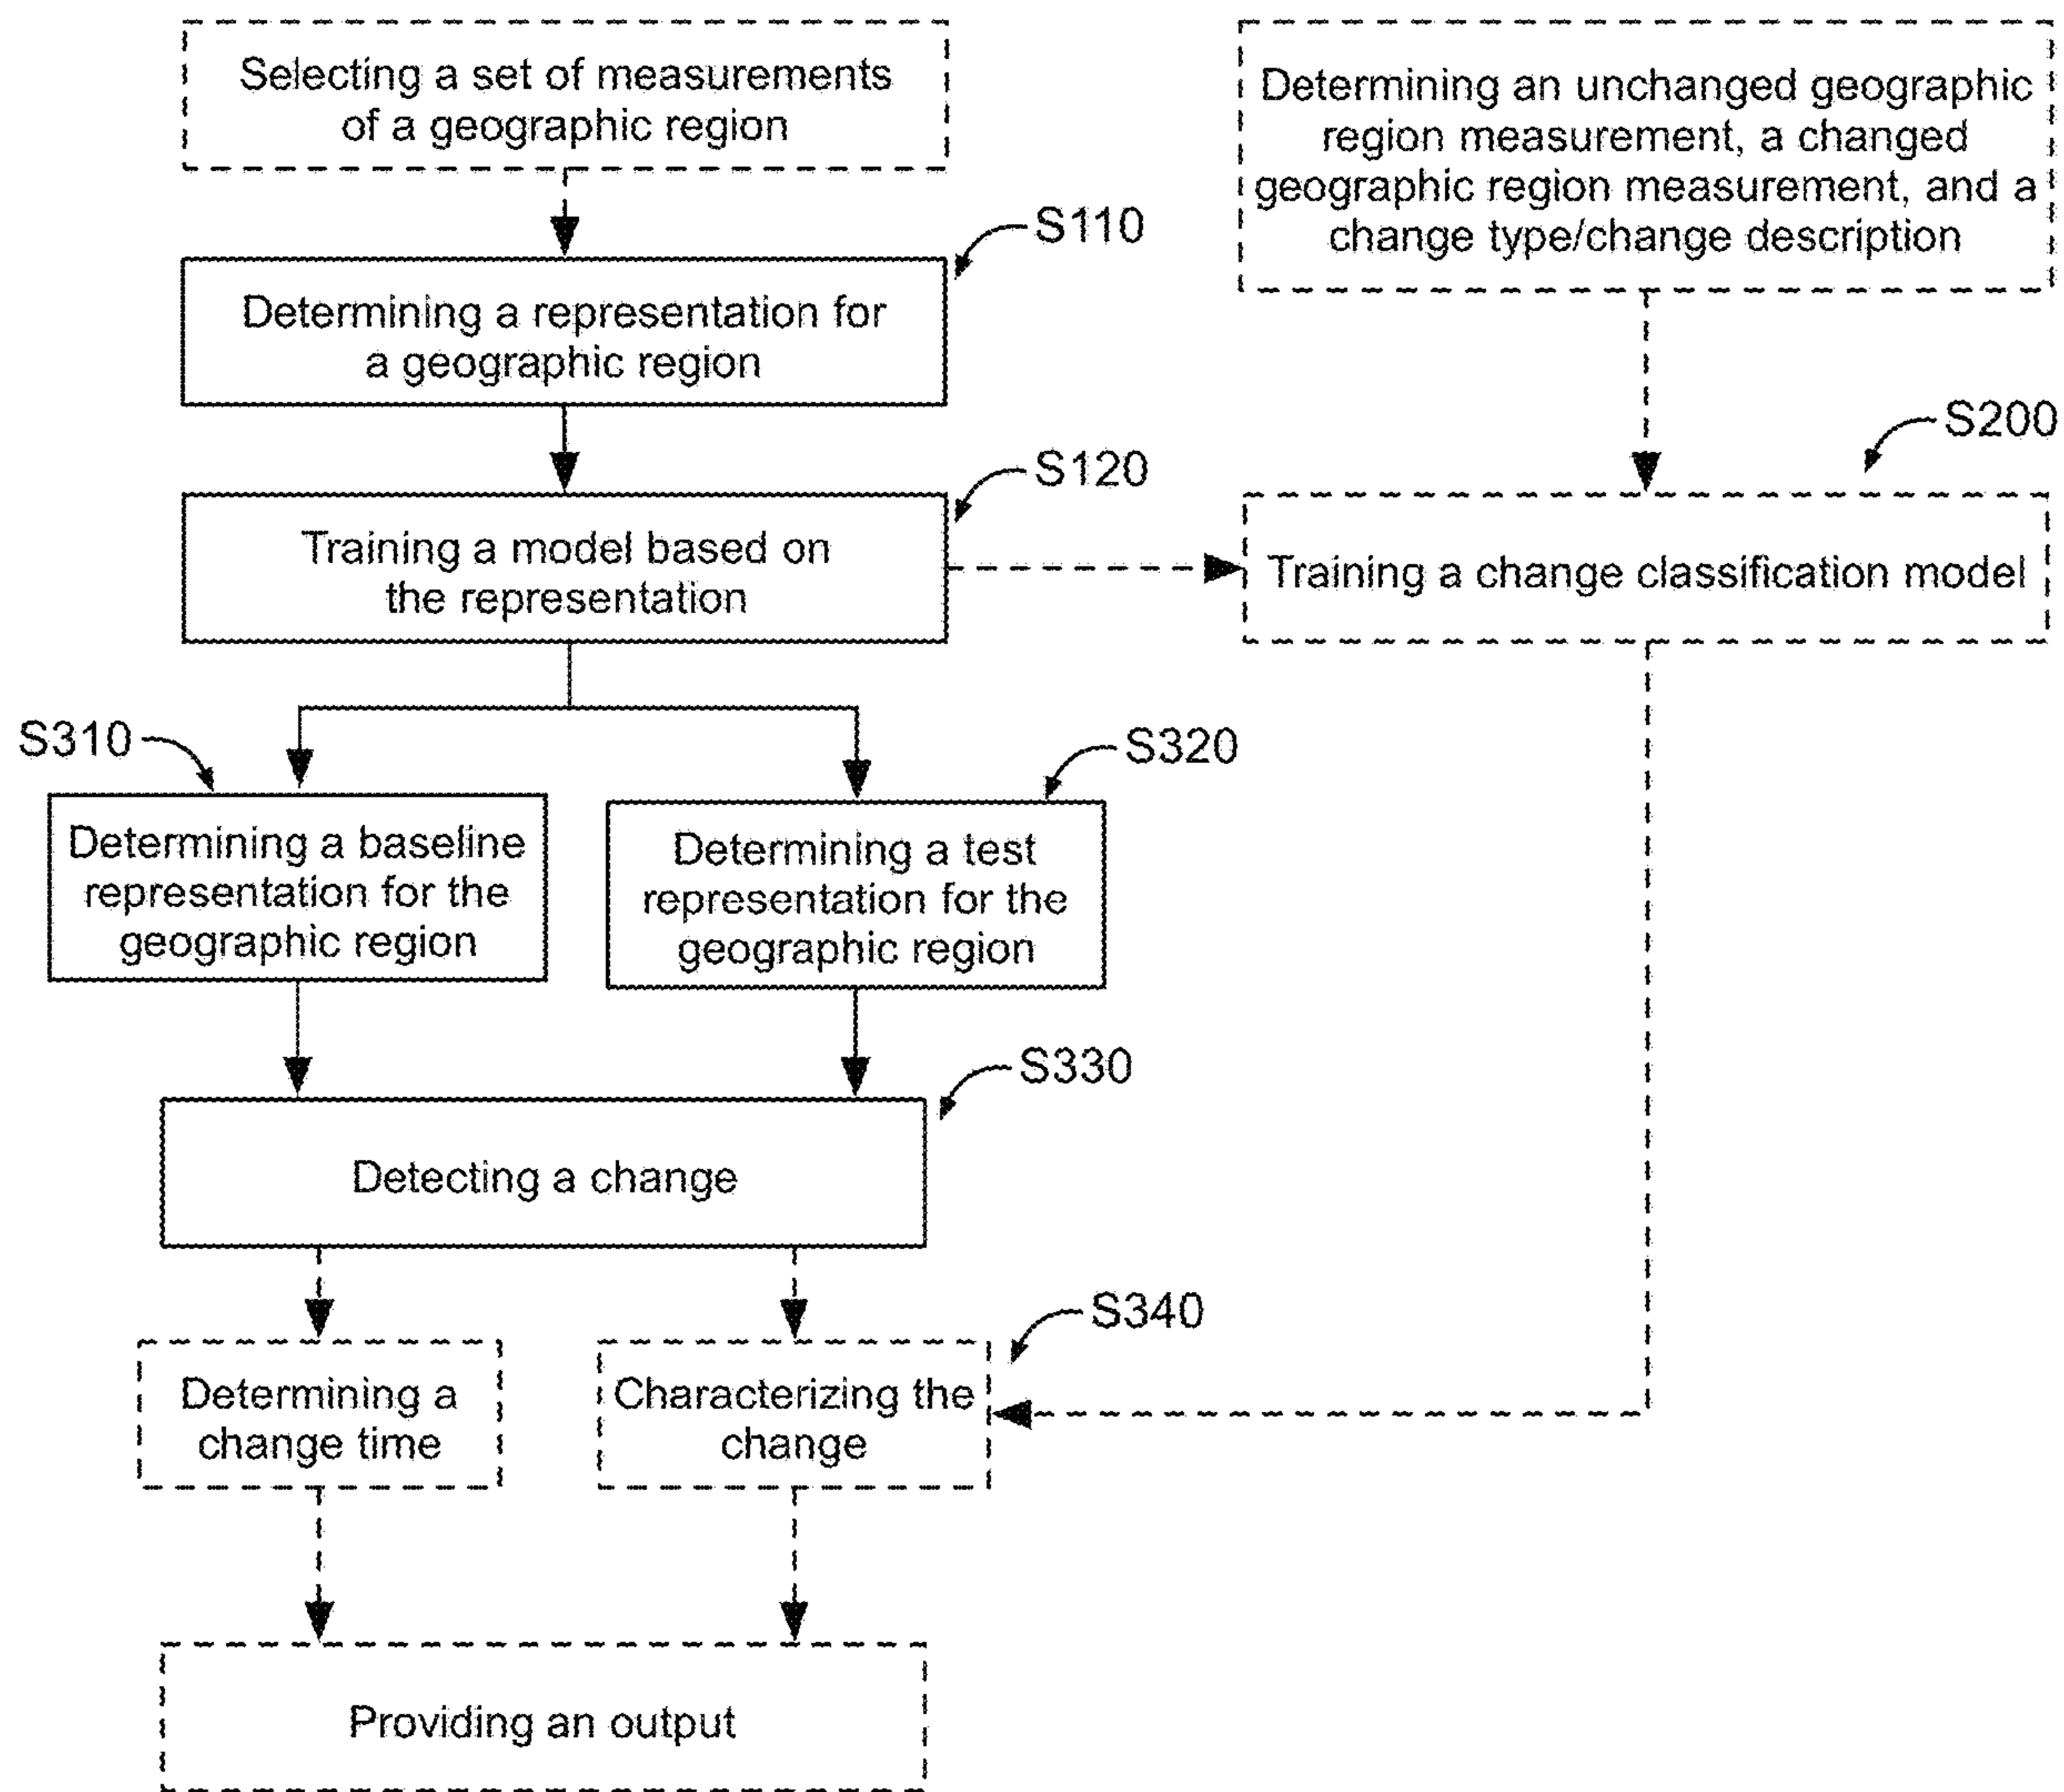 Selecting a set of measurements
of a geographic region
Determining an unchanged geographic
region measurement, a changed
geographic region measurement, and a
change type/change description
S110
Determining a representation for
a geographic region
S120
Training a model based on
the representation
S200
Training a change classification model
S310
Determining a baseline
representation for the
geographic region
S320
Determining a test
representation for the
geographic region
S330
Detecting a change
Determining a
change time
S340
Characterizing the
change
Providing an output